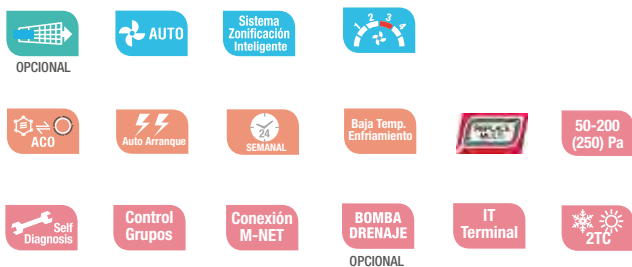 AUTO
Sistema
Zonificación
Inteligente
1 2 3 4
OPCIONAL
ACO
Auto Arranque
24
SEMANAL
Baja Temp.
Enfriamiento
50-200
(250) Pa
Self
Diagnosis
Control
Grupos
Conexión
M-NET
BOMBA
DRENAJE
OPCIONAL
IT
Terminal
2TC